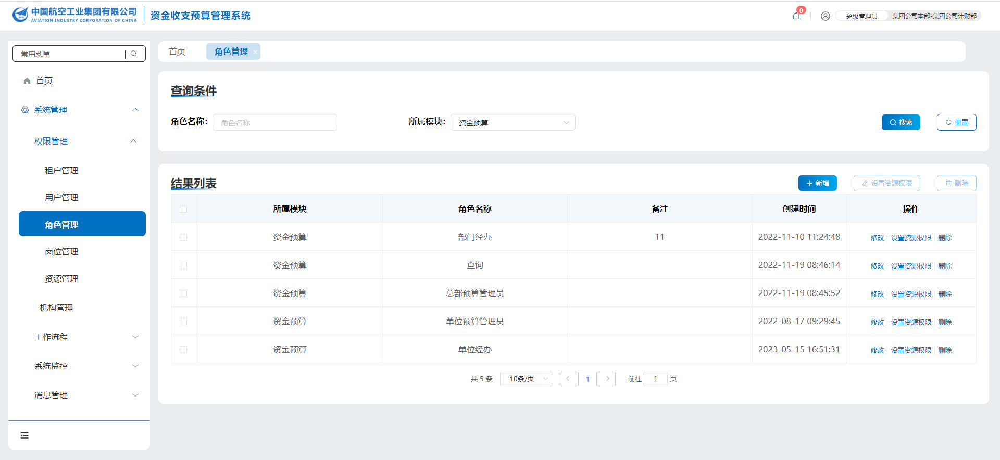 中国航空工业集团有限公司
AVIATION INDUSTRY CORPORATION OF CHINA
资金收支预算管理系统
0
超级管理员
集团公司本部-集团公司计财部
常用菜单
首页
系统管理
权限管理
租户管理
用户管理
角色管理
岗位管理
资源管理
机构管理
工作流程
系统监控
消息管理
首页 角色管理
查询条件
角色名称: 角色名称 所属模块: 资金预算 搜索 重置
结果列表
新增 设置资源权限 删除
所属模块 角色名称 备注 创建时间 操作
资金预算 部门经办 11 2022-11-10 11:24:48 修改 设置资源权限 删除
资金预算 查询 2022-11-19 08:46:14 修改 设置资源权限 删除
资金预算 总部预算管理员 2022-11-19 08:45:52 修改 设置资源权限 删除
资金预算 单位预算管理员 2022-08-17 09:29:45 修改 设置资源权限 删除
资金预算 单位经办 2023-05-15 16:51:31 修改 设置资源权限 删除
共 5 条 10条/页 1 前往 1 页